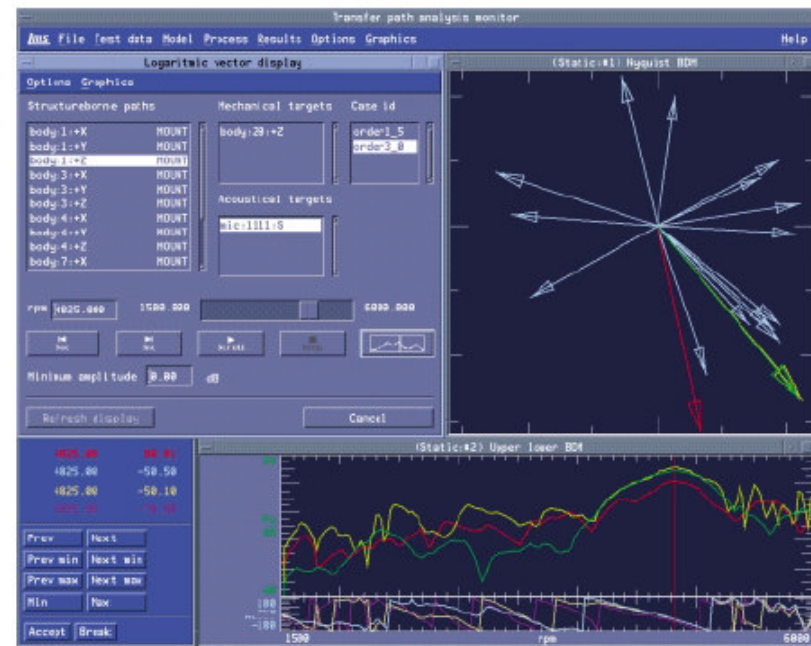 Transfer path analysis monitor
File Test data Model Process Results Options Graphics Help
Logaritmic vector display
Options Graphics
Structureborne paths
body:1:+X MOUNT
body:1:+Y MOUNT
body:1:+Z MOUNT
body:3:+X MOUNT
body:3:+Y MOUNT
body:3:+Z MOUNT
body:4:+X MOUNT
body:4:+Y MOUNT
body:4:+Z MOUNT
body:7:+X MOUNT
Mechanical targets
body:20:+Z
Case id
order1_5
order3_0
Acoustical targets
mic:1111:S
rpm 4825.000 1500.000 6000.000
Minimum amplitude 0.00 dB
Refresh display Cancel
(Static:#1) Nyquist BDM
4825.00
4825.00 -50.50
4825.00 -50.10
Prev Next
Prev min Next min
Prev max Next max
Min Max
Accept Break
(Static:#2) Upper lower BDM
180
-180
1500 rpm 6000